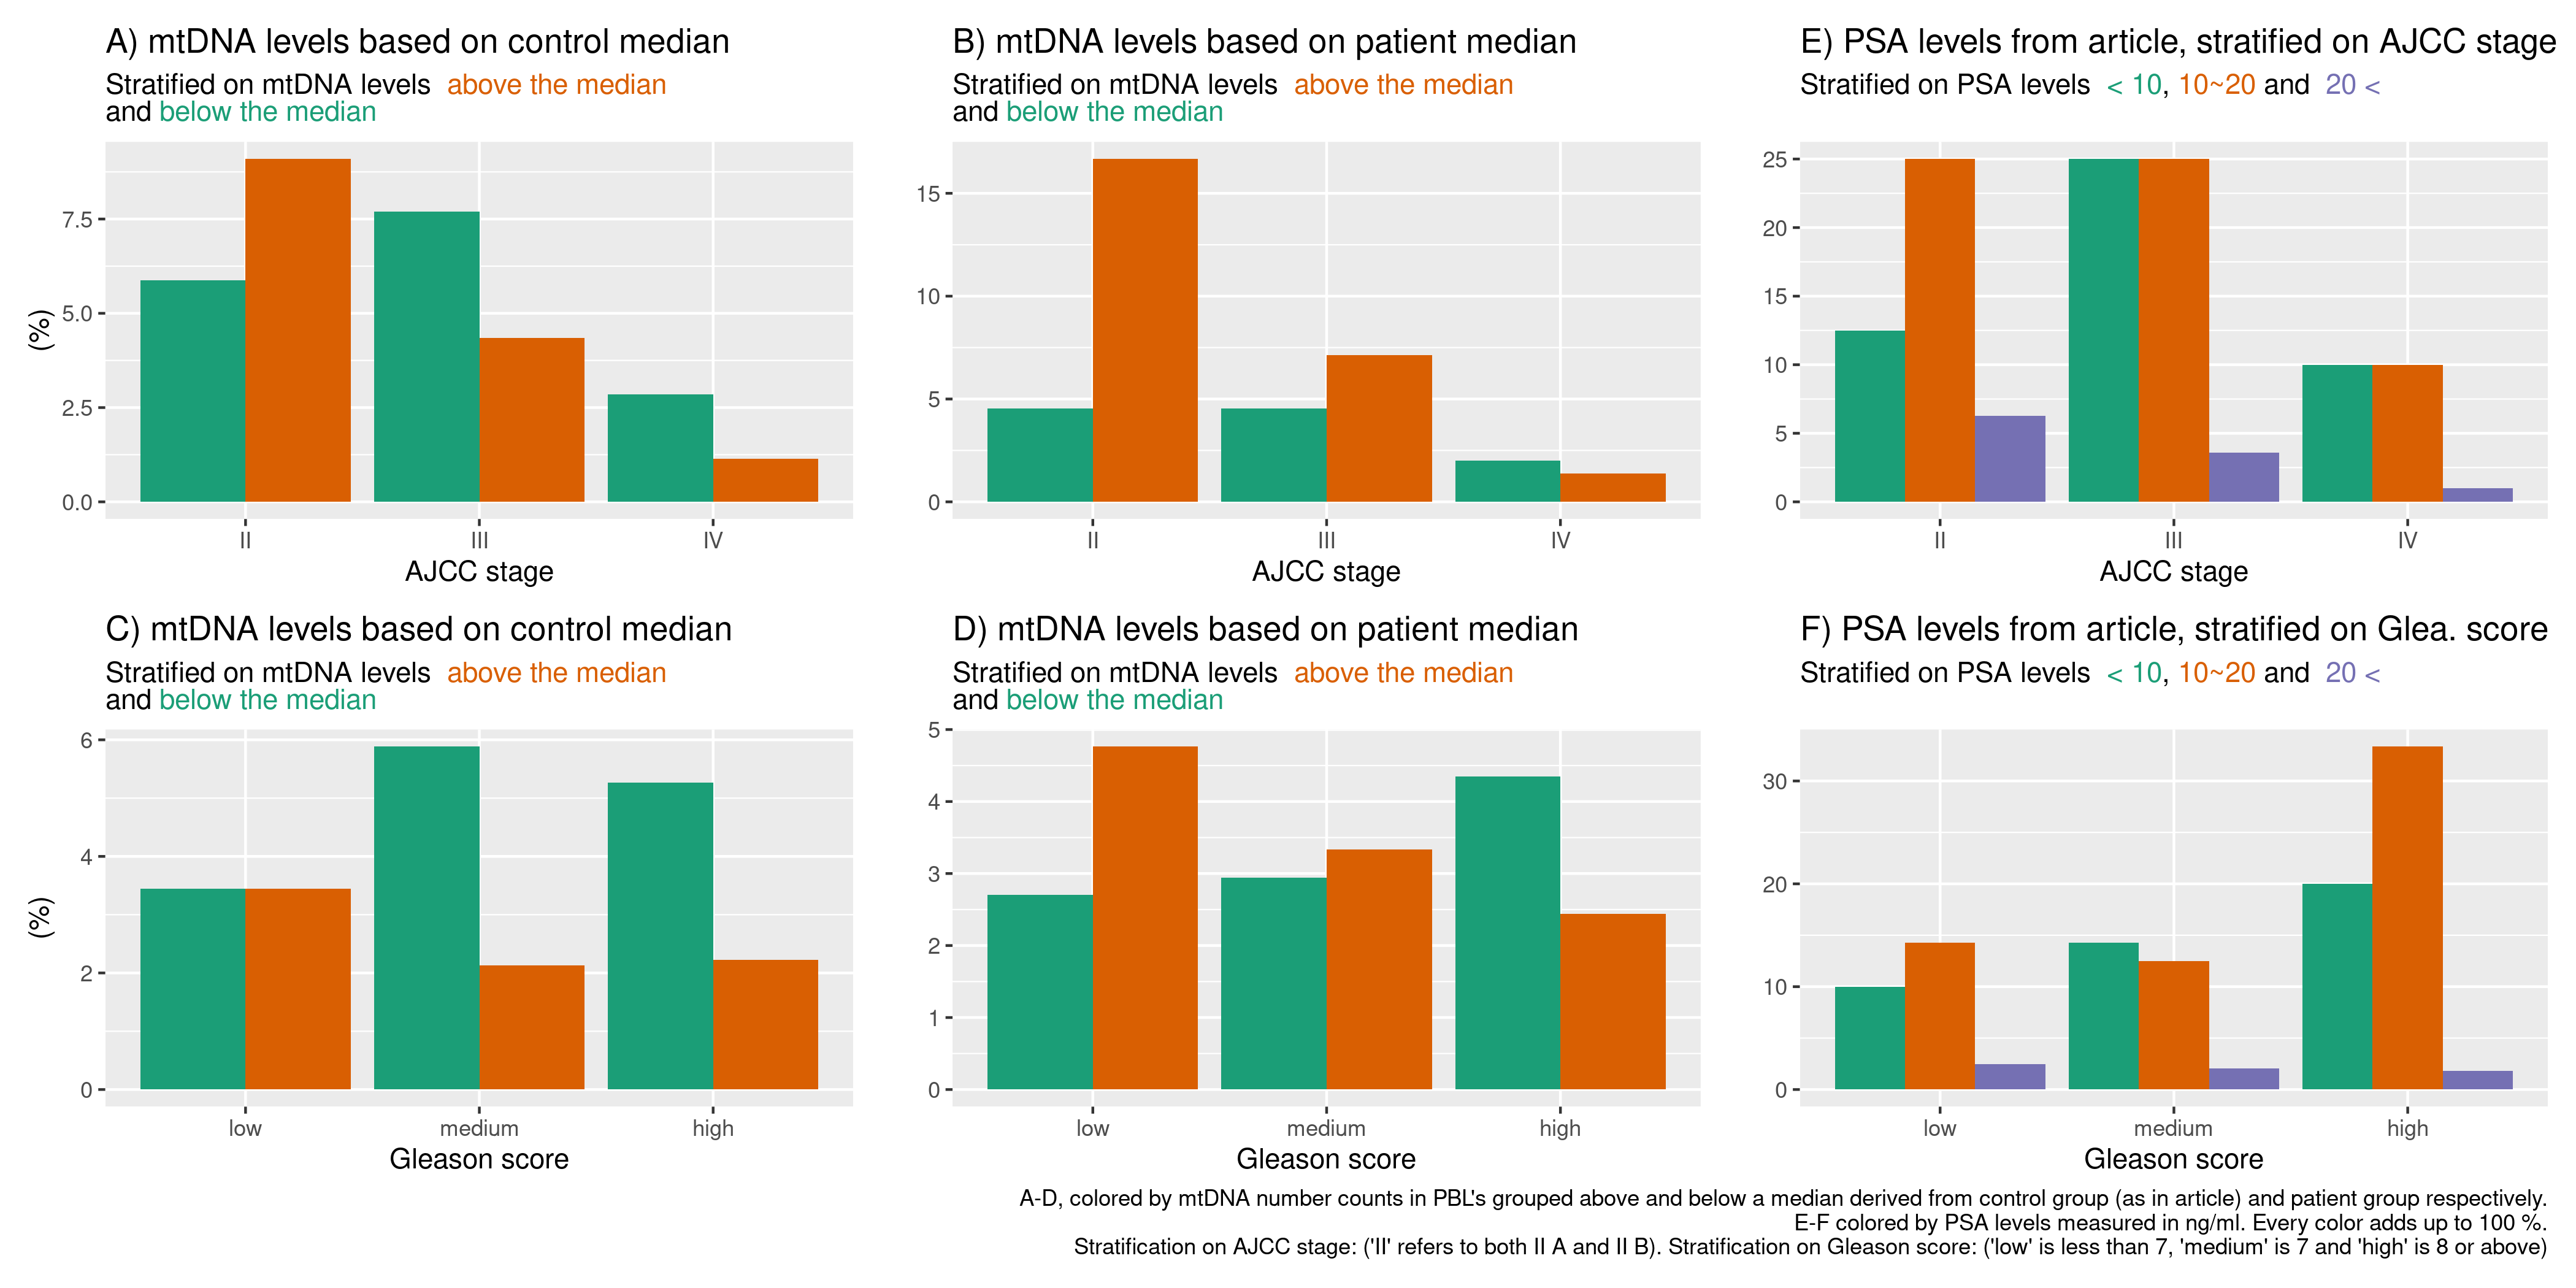 A) mtDNA levels based on control median
Stratified on mtDNA levels above the median
and below the median
(%)
7.5
5.0
2.5
0.0
II III IV
AJCC stage
B) mtDNA levels based on patient median
Stratified on mtDNA levels above the median
and below the median
15
10
5
0
II III IV
AJCC stage
E) PSA levels from article, stratified on AJCC stage
Stratified on PSA levels < 10, 10~20 and 20 <
25
20
15
10
5
0
II III IV
AJCC stage
C) mtDNA levels based on control median
Stratified on mtDNA levels above the median
and below the median
(%)
6
4
2
0
low medium high
Gleason score
D) mtDNA levels based on patient median
Stratified on mtDNA levels above the median
and below the median
5
4
3
2
1
0
low medium high
Gleason score
F) PSA levels from article, stratified on Glea. score
Stratified on PSA levels < 10, 10~20 and 20 <
30
20
10
0
low medium high
Gleason score
A-D, colored by mtDNA number counts in PBL's grouped above and below a median derived from control group (as in article) and patient group respectively.
E-F colored by PSA levels measured in ng/ml. Every color adds up to 100 %.
Stratification on AJCC stage: ('II' refers to both II A and II B). Stratification on Gleason score: ('low' is less than 7, 'medium' is 7 and 'high' is 8 or above)